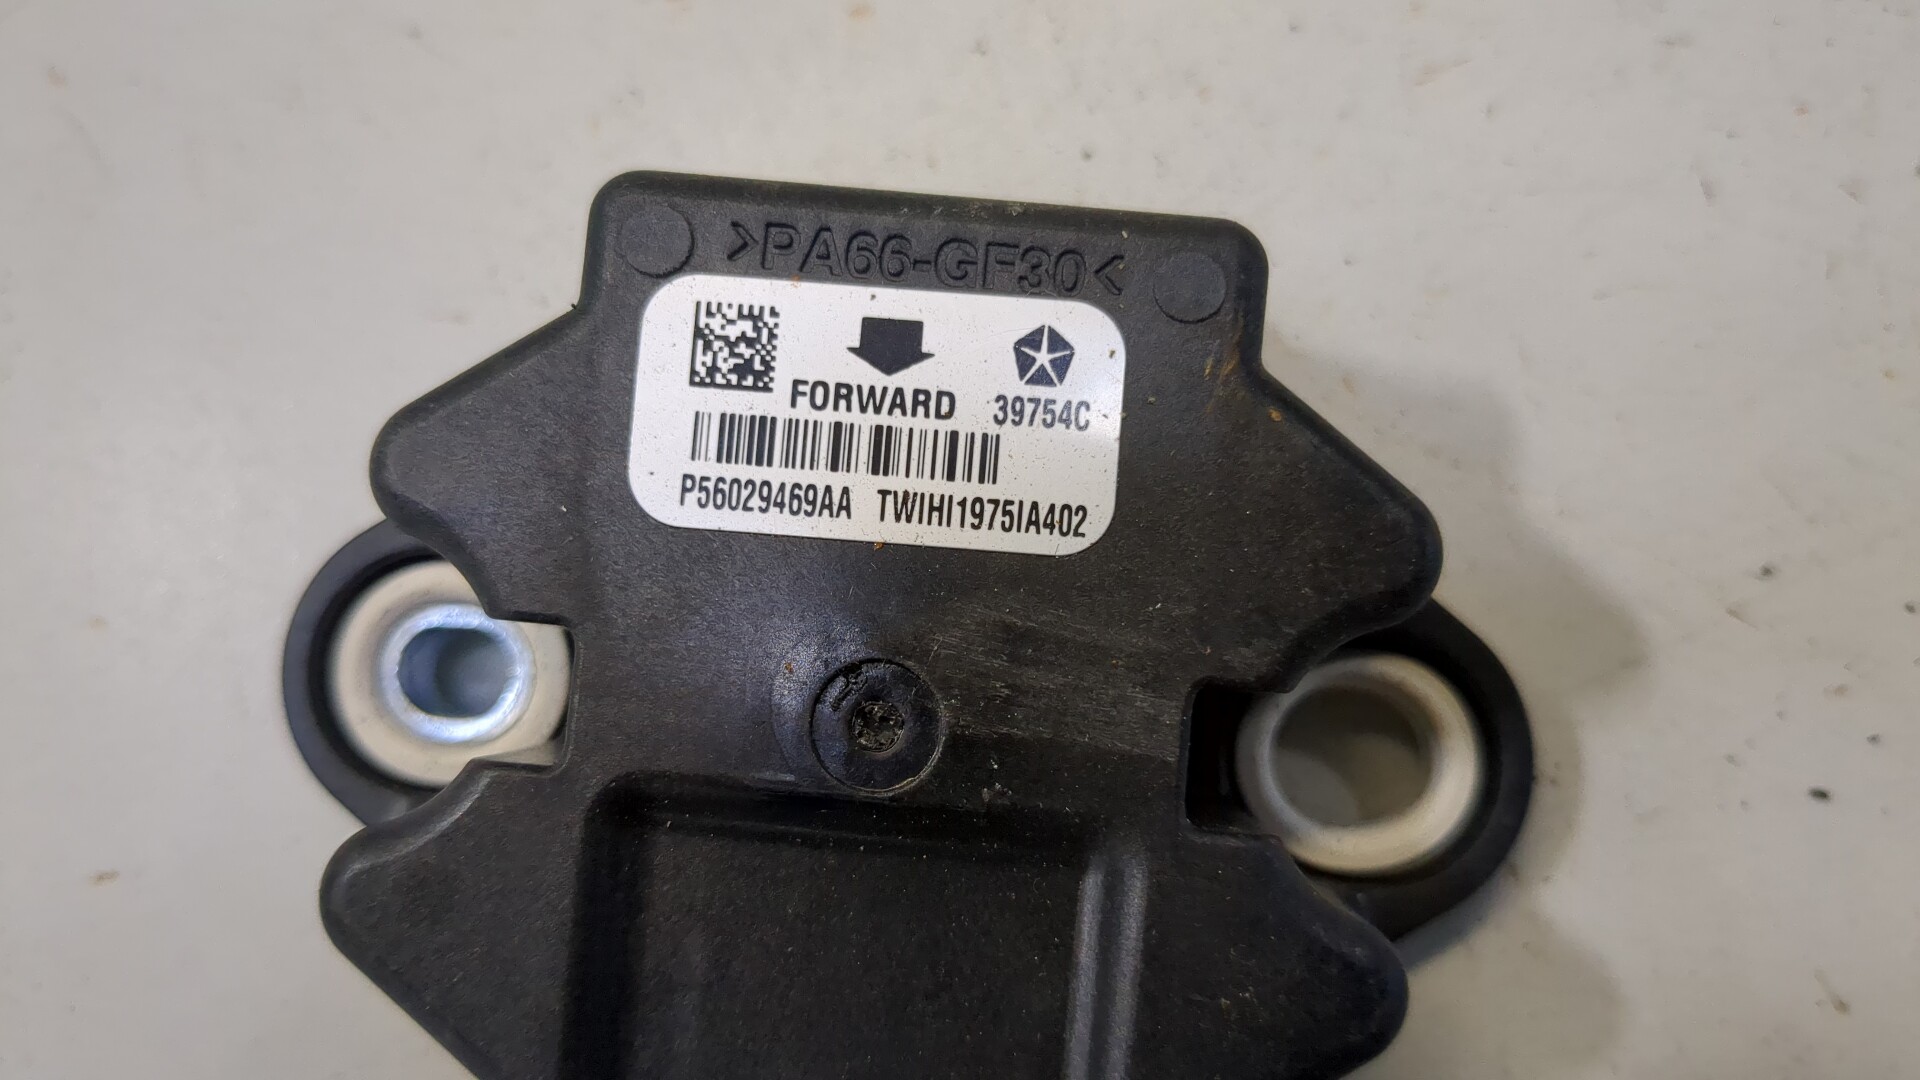 >PA66-GF30<
FORWARD 39754C
P56029469AA TWIHI1975IA402